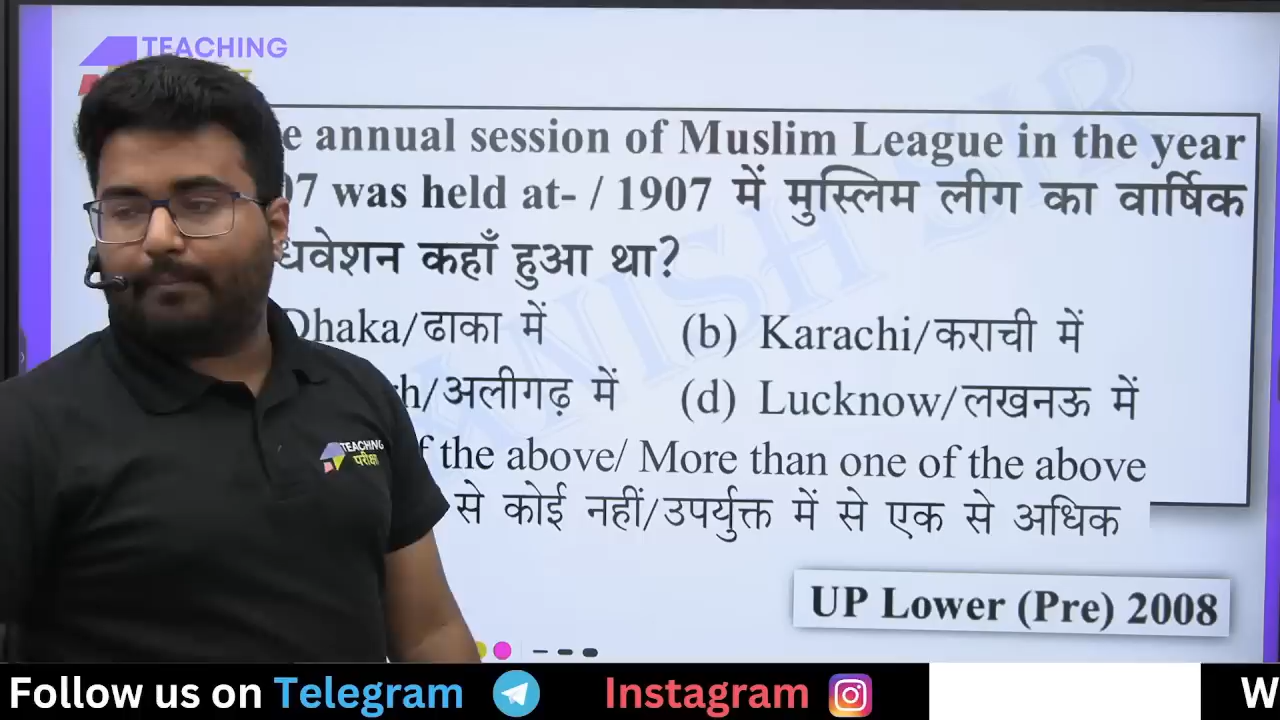 TEACHING
annual session of Muslim League in the year
was held at- / 1907 में मुस्लिम लीग का वार्षिक
कहाँ हुआ था?
Dhaka/ढाका में (b) Karachi/कराची में
अलीगढ़ में (d) Lucknow/लखनऊ में
the above/ More than one of the above
से कोई नहीं/उपर्युक्त में से एक से अधिक
UP Lower (Pre) 2008
TEACHING
परीक्षा
Follow us on Telegram Instagram W